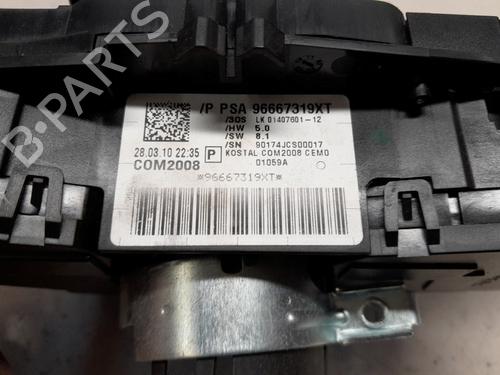 /P PSA 96667319XT
/3DS LK 01407601-12
/HW 5.0
/SW 8.1
/SN 90174JCS00017
28.03.10 22:35 P KOSTAL COM2008 CEMO
COM2008 01059A
*96667319XT*
B-PARTS